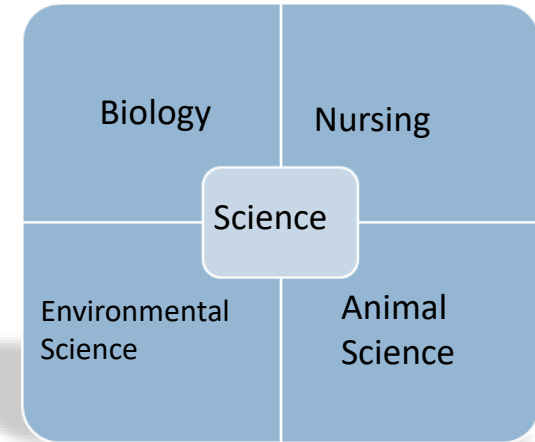 Biology
Nursing
Science
Environmental
Science
Animal
Science